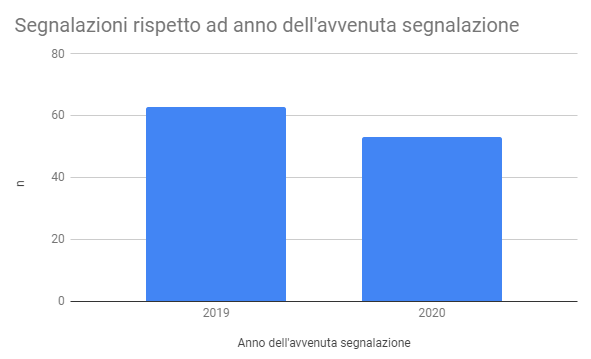 Segnalazioni rispetto ad anno dell'avvenuta segnalazione
80
60
40
20
0
n
2019 2020
Anno dell'avvenuta segnalazione